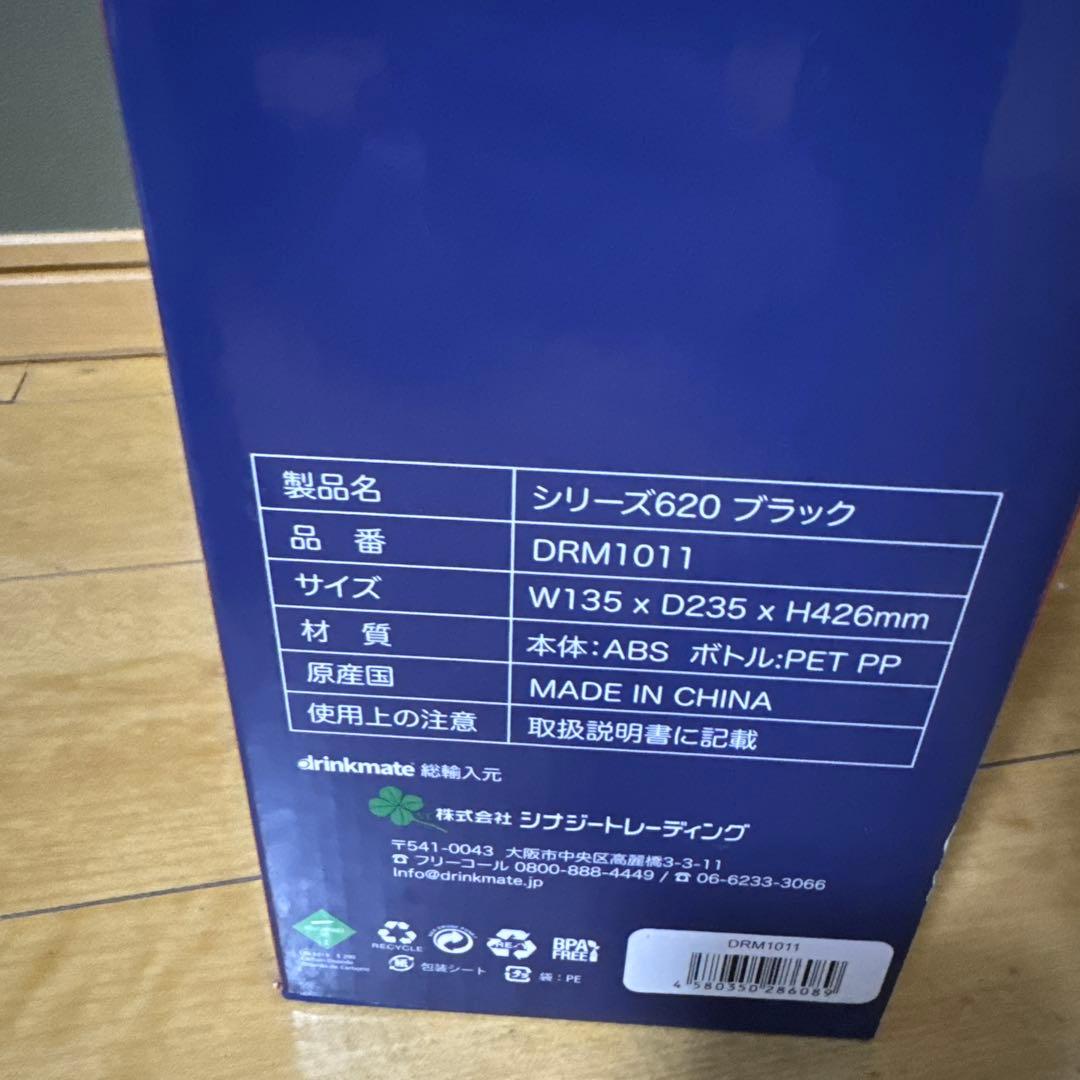 製品名 シリーズ620 ブラック
品 番 DRM1011
サイズ W135 x D235 x H426mm
材 質 本体:ABS ボトル:PET PP
原産国 MADE IN CHINA
使用上の注意 取扱説明書に記載
drinkmate 総輸入元
株式会社 シナジートレーディング
〒541-0043 大阪市中央区高麗橋3-3-11
☎ フリーコール 0800-888-4449 / ☎ 06-6233-3066
Info@drinkmate.jp
RECYCLE
BPA FREE
包装シート
プラ 袋:PE
DRM1011
4 580350 286089